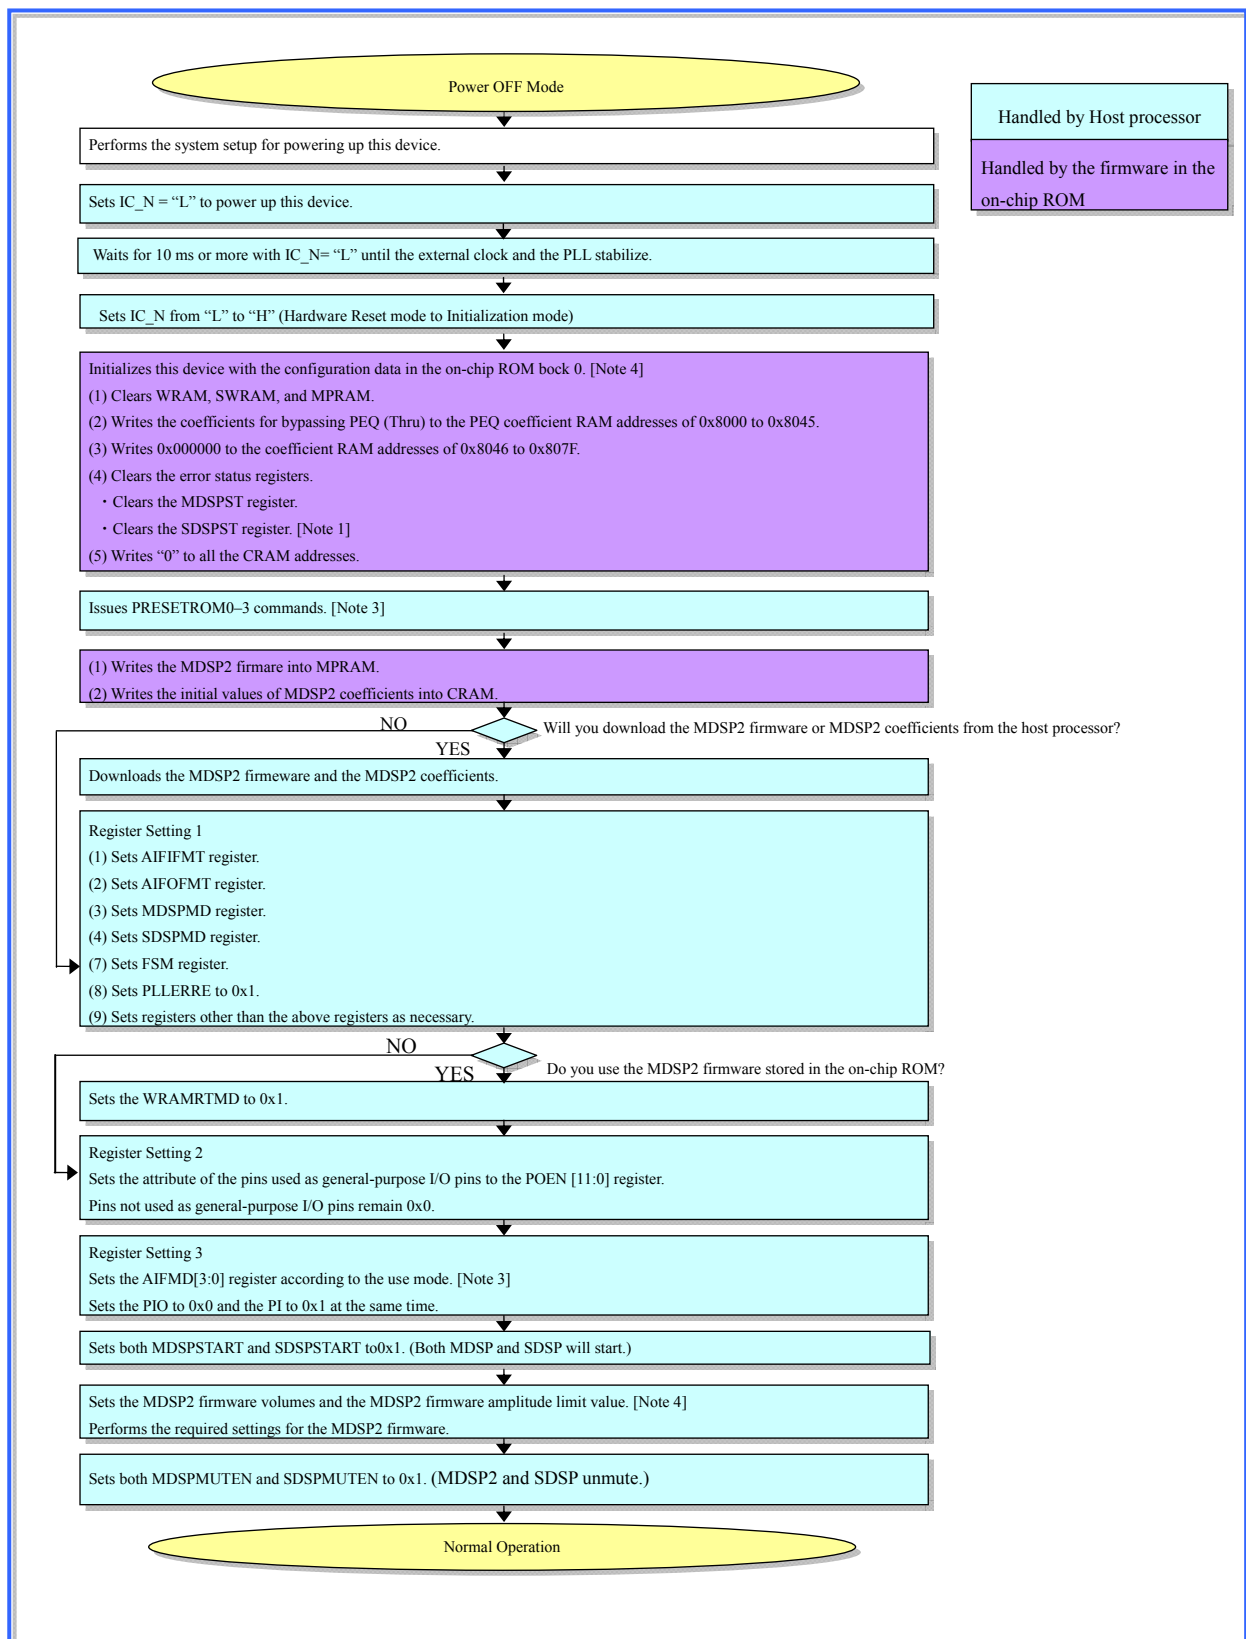 Power OFF Mode
Handled by Host processor
Handled by the firmware in the
on-chip ROM
Performs the system setup for powering up this device.
Sets IC_N = “L” to power up this device.
Waits for 10 ms or more with IC_N= “L” until the external clock and the PLL stabilize.
Sets IC_N from “L” to “H” (Hardware Reset mode to Initialization mode)
Initializes this device with the configuration data in the on-chip ROM bock 0. [Note 4]
(1) Clears WRAM, SWRAM, and MPRAM.
(2) Writes the coefficients for bypassing PEQ (Thru) to the PEQ coefficient RAM addresses of 0x8000 to 0x8045.
(3) Writes 0x000000 to the coefficient RAM addresses of 0x8046 to 0x807F.
(4) Clears the error status registers.
・Clears the MDSPST register.
・Clears the SDSPST register. [Note 1]
(5) Writes “0” to all the CRAM addresses.
Issues PRESETROM0–3 commands. [Note 3]
(1) Writes the MDSP2 firmare into MPRAM.
(2) Writes the initial values of MDSP2 coefficients into CRAM.
NO
Will you download the MDSP2 firmware or MDSP2 coefficients from the host processor?
YES
Downloads the MDSP2 firmeware and the MDSP2 coefficients.
Register Setting 1
(1) Sets AIFIFMT register.
(2) Sets AIFOFMT register.
(3) Sets MDSPMD register.
(4) Sets SDSPMD register.
(7) Sets FSM register.
(8) Sets PLLERRE to 0x1.
(9) Sets registers other than the above registers as necessary.
NO
Do you use the MDSP2 firmware stored in the on-chip ROM?
YES
Sets the WRAMRTMD to 0x1.
Register Setting 2
Sets the attribute of the pins used as general-purpose I/O pins to the POEN [11:0] register.
Pins not used as general-purpose I/O pins remain 0x0.
Register Setting 3
Sets the AIFMD[3:0] register according to the use mode. [Note 3]
Sets the PIO to 0x0 and the PI to 0x1 at the same time.
Sets both MDSPSTART and SDSPSTART to0x1. (Both MDSP and SDSP will start.)
Sets the MDSP2 firmware volumes and the MDSP2 firmware amplitude limit value. [Note 4]
Performs the required settings for the MDSP2 firmware.
Sets both MDSPMUTEN and SDSPMUTEN to 0x1. (MDSP2 and SDSP unmute.)
Normal Operation